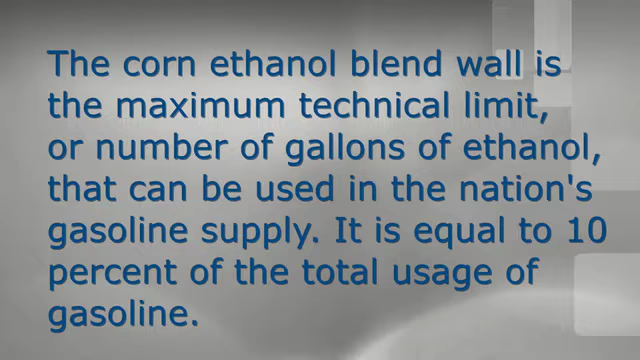 The corn ethanol blend wall is
the maximum technical limit,
or number of gallons of ethanol,
that can be used in the nation's
gasoline supply. It is equal to 10
percent of the total usage of
gasoline.